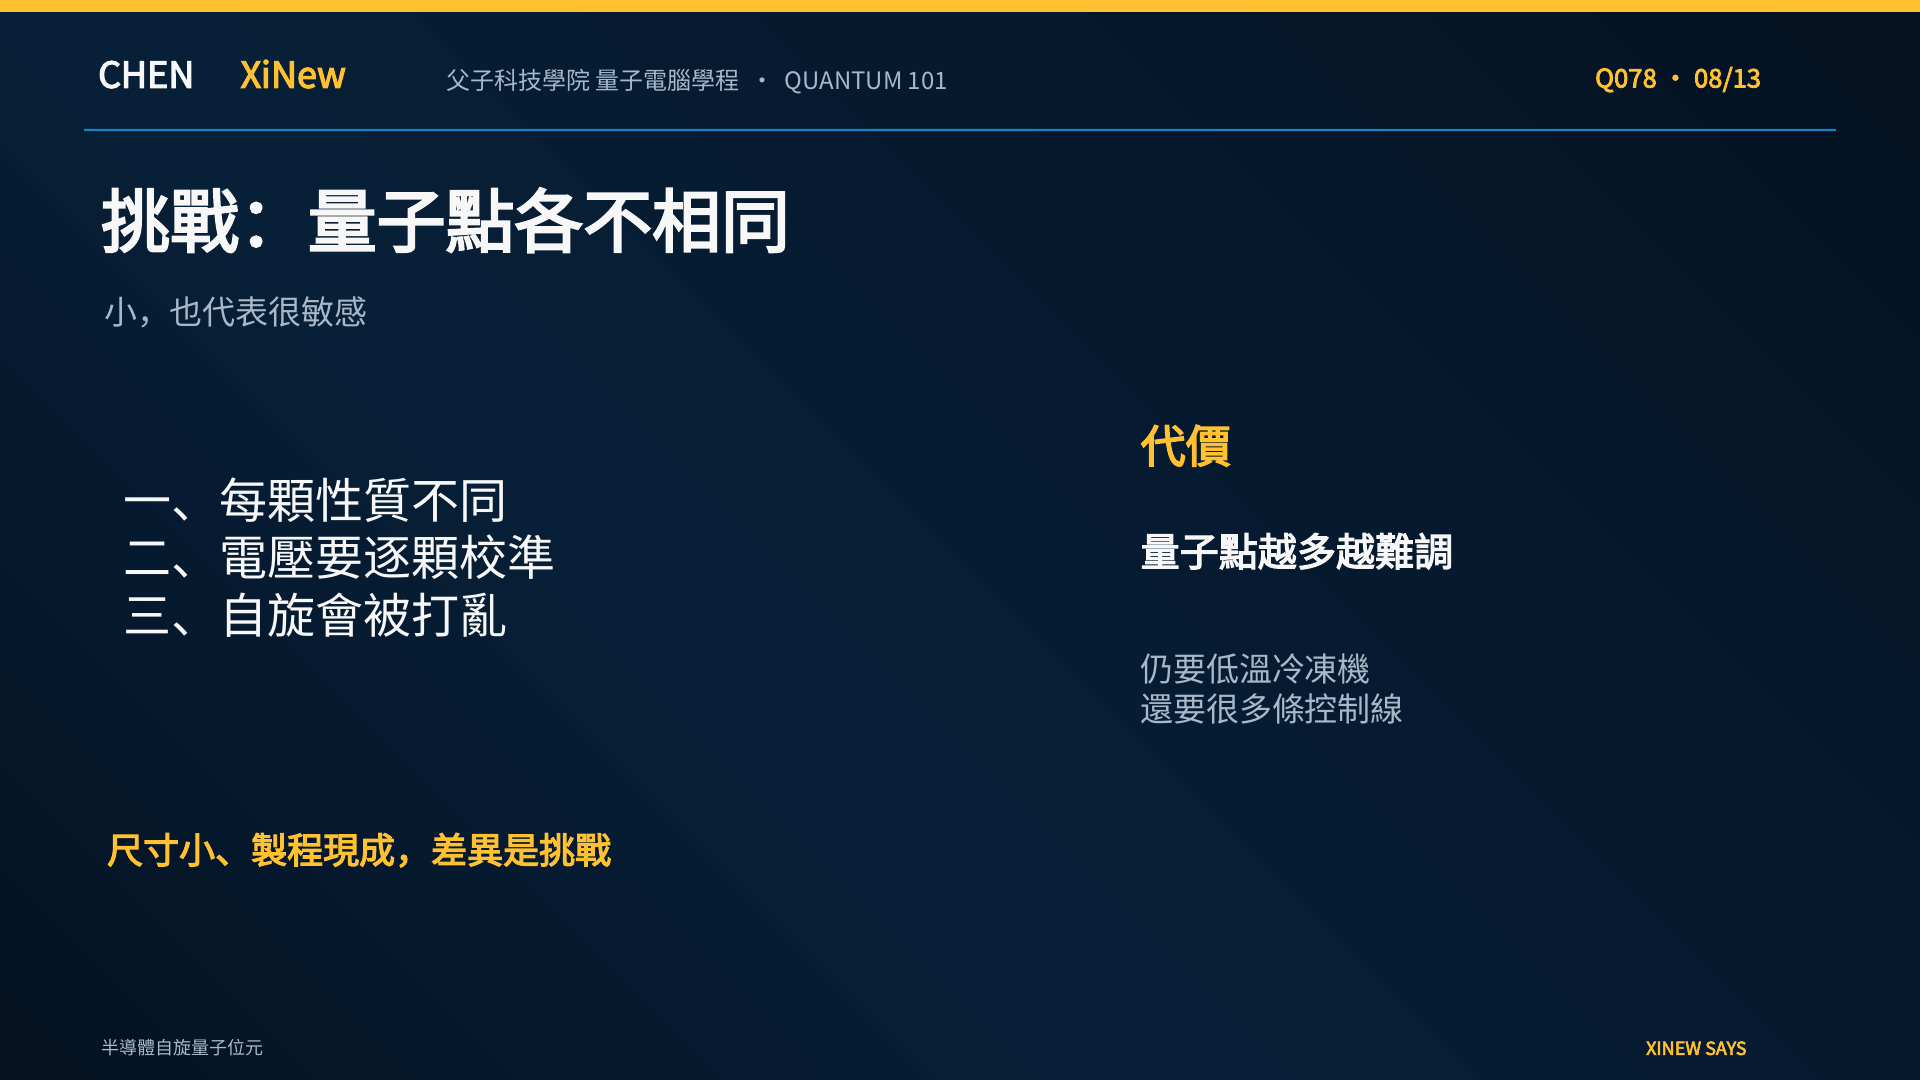 CHEN XiNew 父子科技學院 量子電腦學程 · QUANTUM 101 Q078 · 08/13
挑戰：量子點各不相同
小，也代表很敏感
一、每顆性質不同
二、電壓要逐顆校準
三、自旋會被打亂
代價
量子點越多越難調
仍要低溫冷凍機
還要很多條控制線
尺寸小、製程現成，差異是挑戰
半導體自旋量子位元 XINEW SAYS